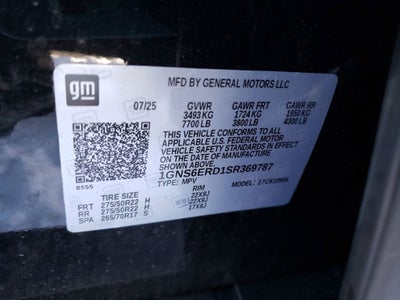 gm
MFD BY GENERAL MOTORS LLC
07/25 GVWR GAWR FRT GAWR RR
3493 KG 1724 KG 1950 KG
7700 LB 3800 LB 4300 LB
THIS VEHICLE CONFORMS TO ALL APPLICABLE
U.S. FEDERAL MOTOR VEHICLE SAFETY
STANDARDS IN EFFECT ON THE DATE OF
MANUFACTURE SHOWN ABOVE.
1GNS6ERD1SR369787
TYPE: MPV
TIRE SIZE RIM
FRT 275/50R22 H 22X9J
RR 275/50R22 H 22X9J
SPA 265/70R17 S 17X8J